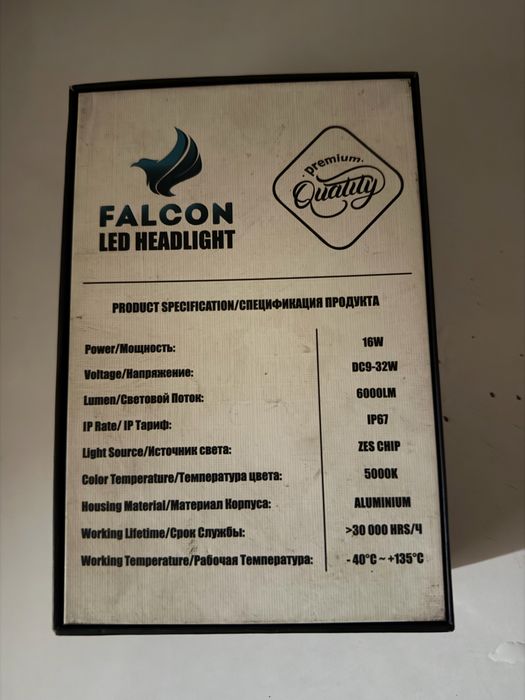 premium
Quality
FALCON
LED HEADLIGHT
PRODUCT SPECIFICATION/СПЕЦИФИКАЦИЯ ПРОДУКТА
Power/Мощность: 16W
Voltage/Напряжение: DC9-32W
Lumen/Световой Поток: 6000LM
IP Rate/ IP Тариф: IP67
Light Source/Источник света: ZES CHIP
Color Temperature/Температура цвета: 5000K
Housing Material/Материал Корпуса: ALUMINIUM
Working Lifetime/Срок Службы: >30 000 HRS/Ч
Working Temperature/Рабочая Температура: - 40°C ~ +135°C